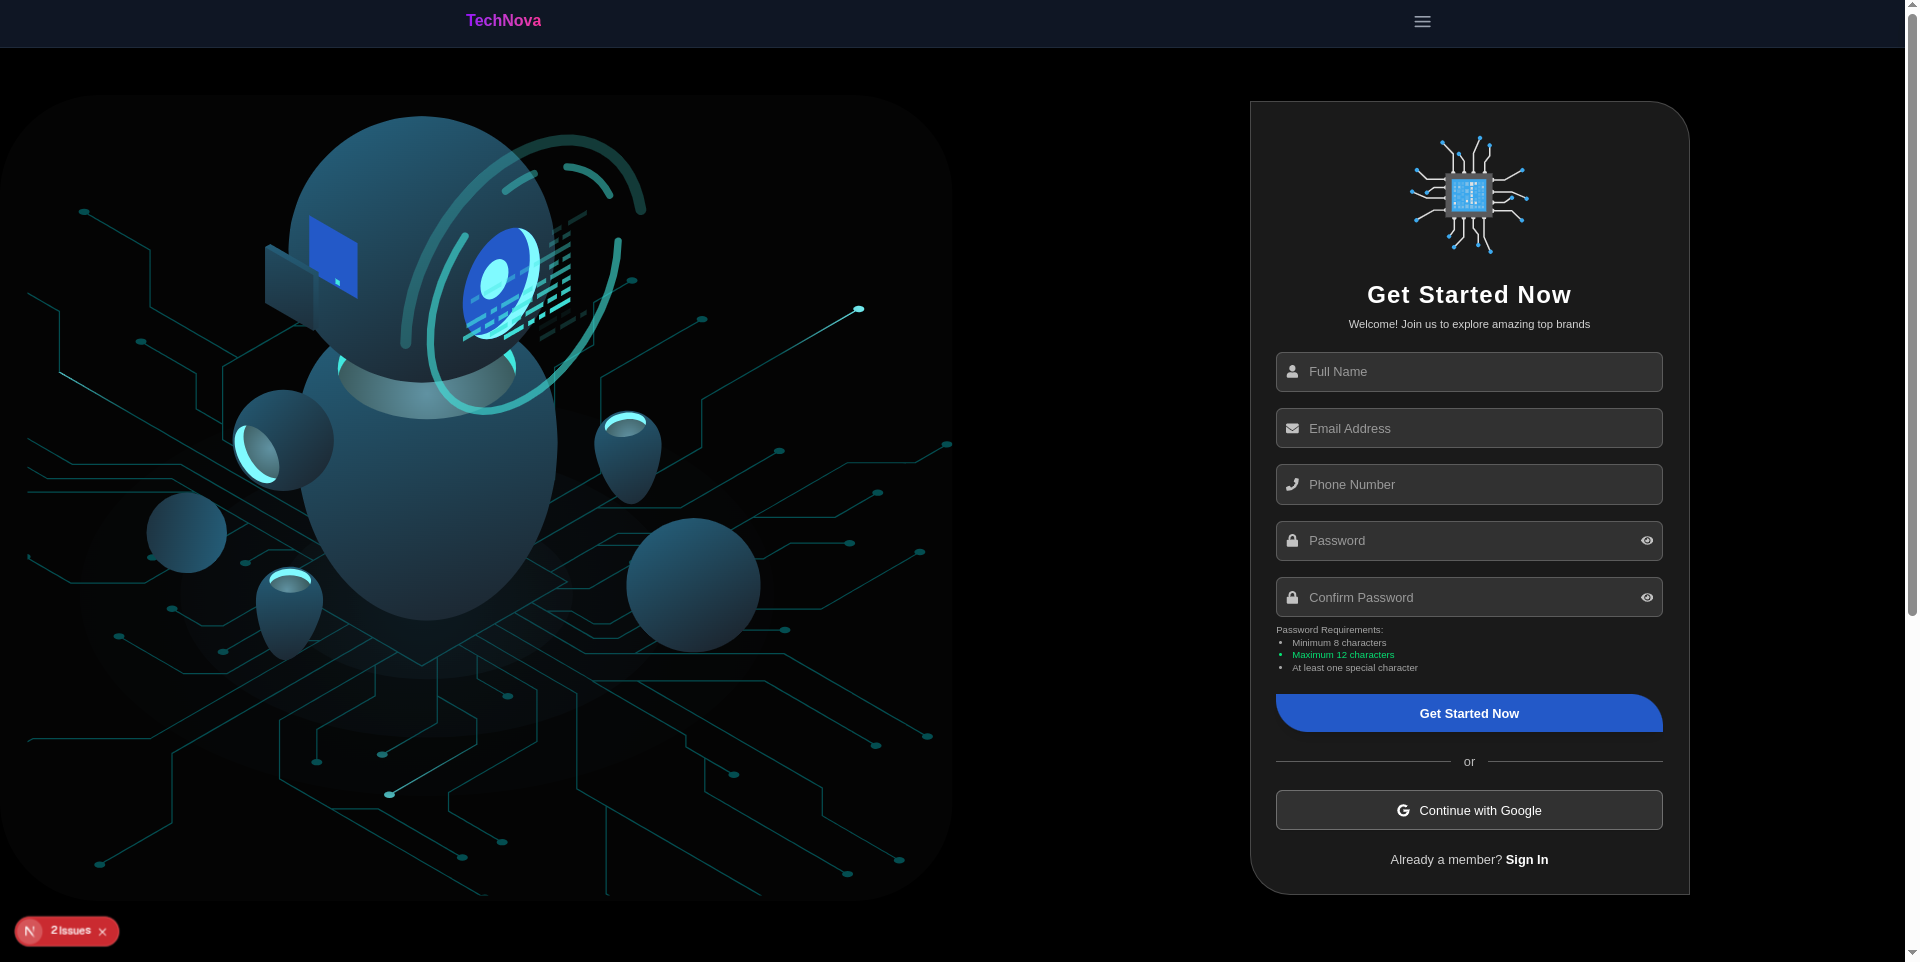 TechNova
Get Started Now
Welcome! Join us to explore amazing top brands
Full Name
Email Address
Phone Number
Password
Confirm Password
Password Requirements:
Minimum 8 characters
Maximum 12 characters
At least one special character
Get Started Now
or
Continue with Google
Already a member? Sign In
N 2 Issues